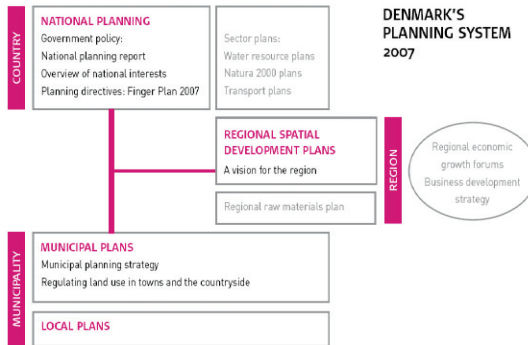 DENMARK'S
PLANNING SYSTEM
2007
COUNTRY
NATIONAL PLANNING
Government policy:
National planning report
Overview of national interests
Planning directives: Finger Plan 2007
Sector plans:
Water resource plans
Natura 2000 plans
Transport plans
REGIONAL SPATIAL
DEVELOPMENT PLANS
A vision for the region
Regional raw materials plan
REGION
Regional economic
growth forums
Business development
strategy
MUNICIPALITY
MUNICIPAL PLANS
Municipal planning strategy
Regulating land use in towns and the countryside
LOCAL PLANS